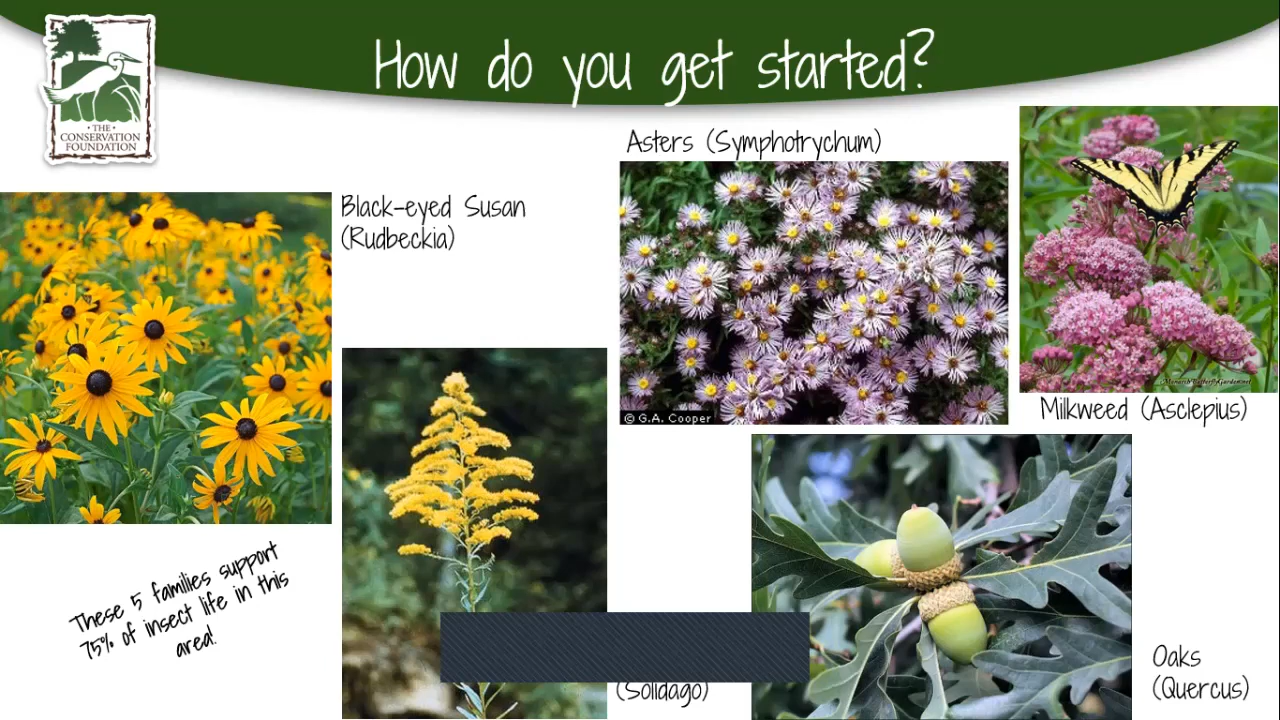 How do you get started?
· THE ·
CONSERVATION
FOUNDATION
Asters (Symphotrychum)
Black-eyed Susan
(Rudbeckia)
© G.A. Cooper
Milkweed (Asclepius)
These 5 families support
75% of insect life in this
area!
(Solidago)
Oaks
(Quercus)